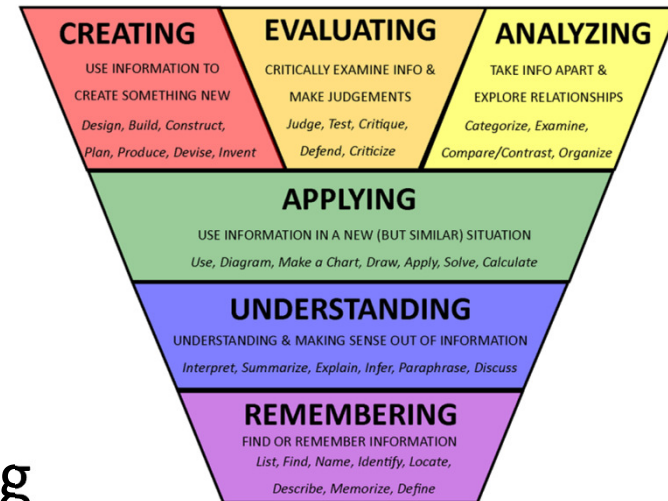 CREATING
USE INFORMATION TO
CREATE SOMETHING NEW
Design, Build, Construct,
Plan, Produce, Devise, Invent
EVALUATING
CRITICALLY EXAMINE INFO &
MAKE JUDGEMENTS
Judge, Test, Critique,
Defend, Criticize
ANALYZING
TAKE INFO APART &
EXPLORE RELATIONSHIPS
Categorize, Examine,
Compare/Contrast, Organize
APPLYING
USE INFORMATION IN A NEW (BUT SIMILAR) SITUATION
Use, Diagram, Make a Chart, Draw, Apply, Solve, Calculate
UNDERSTANDING
UNDERSTANDING & MAKING SENSE OUT OF INFORMATION
Interpret, Summarize, Explain, Infer, Paraphrase, Discuss
REMEMBERING
FIND OR REMEMBER INFORMATION
List, Find, Name, Identify, Locate,
Describe, Memorize, Define
g